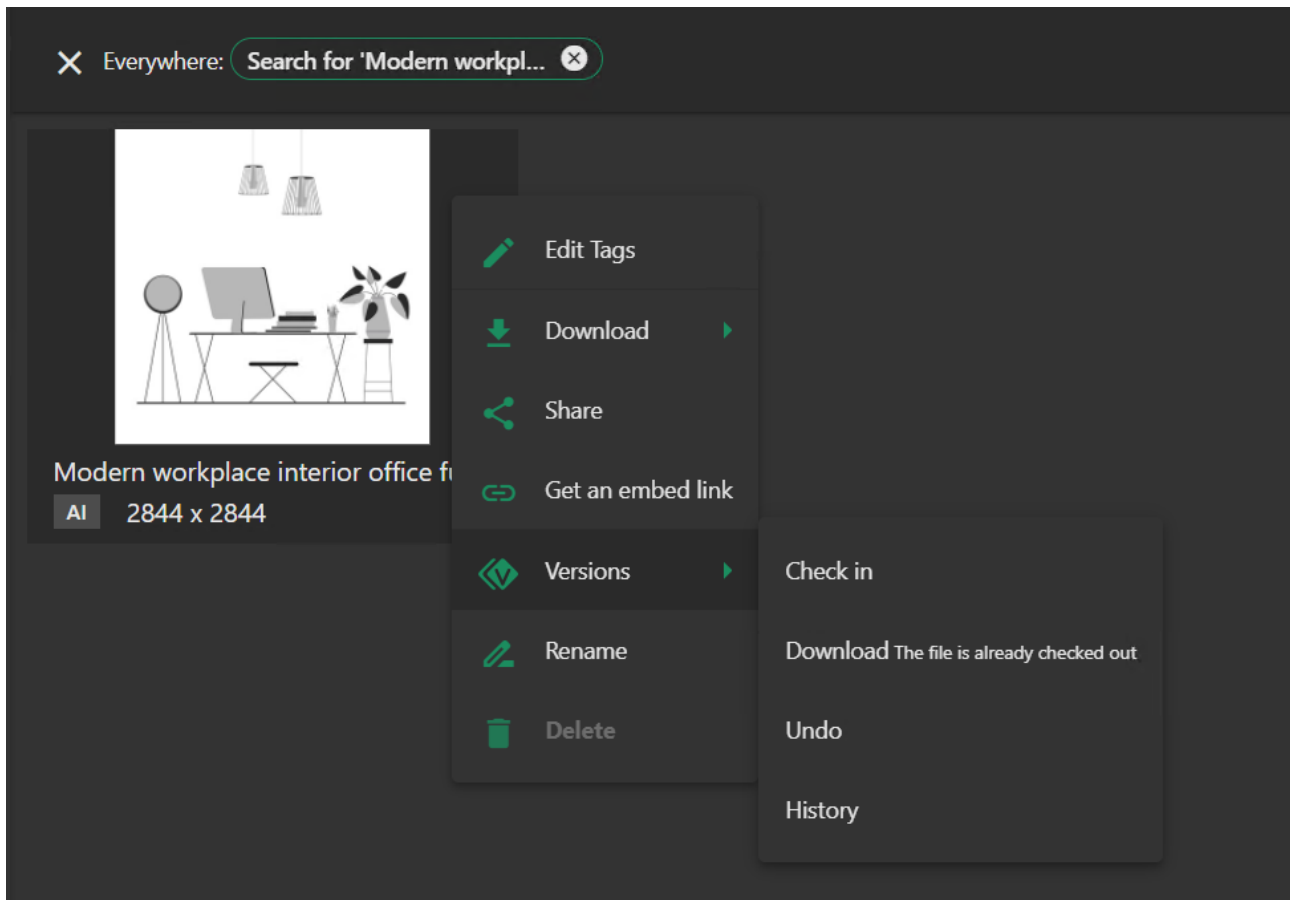 Everywhere: Search for 'Modern workpl...
Edit Tags
Download
Share
Modern workplace interior office
Get an embed link
AI 2844 x 2844
Versions
Check in
Rename
Download The file is already checked out
Delete
Undo
History